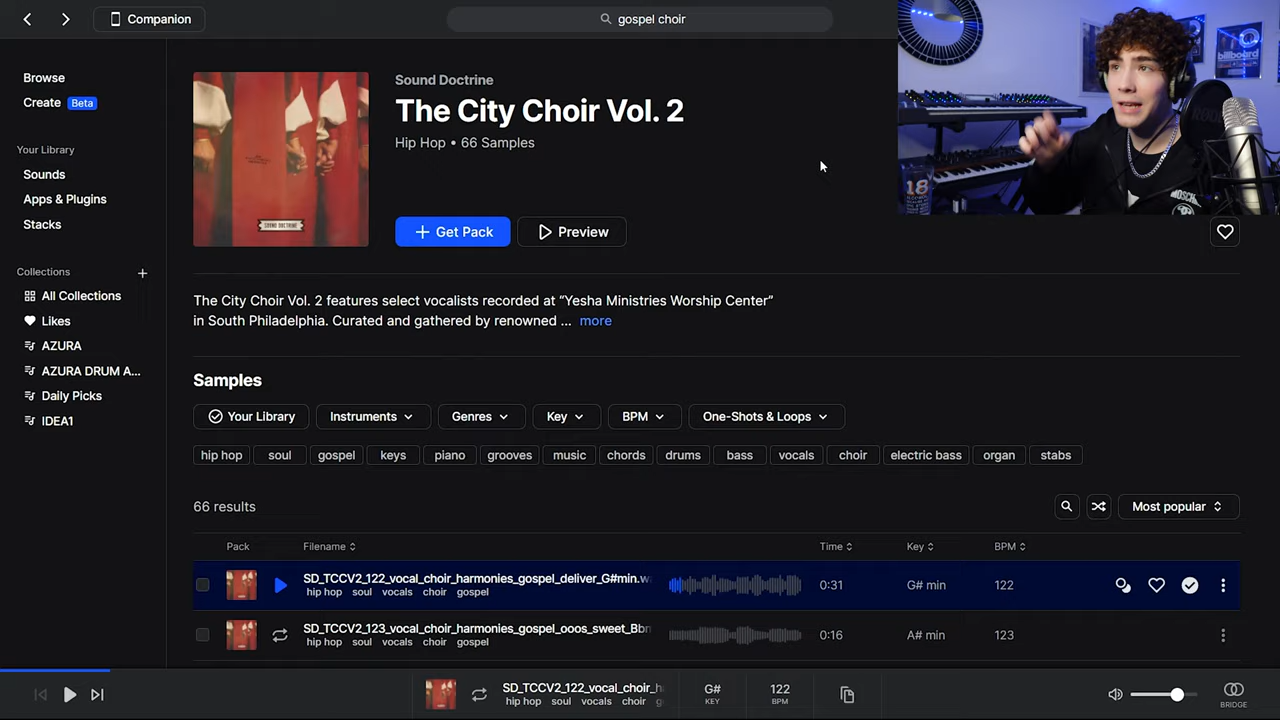 Companion
gospel choir
Browse
Create Beta
Your Library
Sounds
Apps & Plugins
Stacks
Collections
All Collections
Likes
AZURA
AZURA DRUM A...
Daily Picks
IDEA1
Sound Doctrine
The City Choir Vol. 2
Hip Hop • 66 Samples
Get Pack
Preview
SOUND DOCTRINE
The City Choir Vol. 2 features select vocalists recorded at “Yesha Ministries Worship Center”
in South Philadelphia. Curated and gathered by renowned ... more
Samples
Your Library Instruments Genres Key BPM One-Shots & Loops
hip hop soul gospel keys piano grooves music chords drums bass vocals choir electric bass organ stabs
66 results
Most popular
Pack Filename Time Key BPM
SD_TCCV2_122_vocal_choir_harmonies_gospel_deliver_G#min.w
hip hop soul vocals choir gospel
0:31 G# min 122
SD_TCCV2_123_vocal_choir_harmonies_gospel_ooos_sweet_Bbn
hip hop soul vocals choir gospel
0:16 A# min 123
SD_TCCV2_122_vocal_choir_h
hip hop soul vocals choir g
G#
KEY
122
BPM
BRIDGE
billboard
18